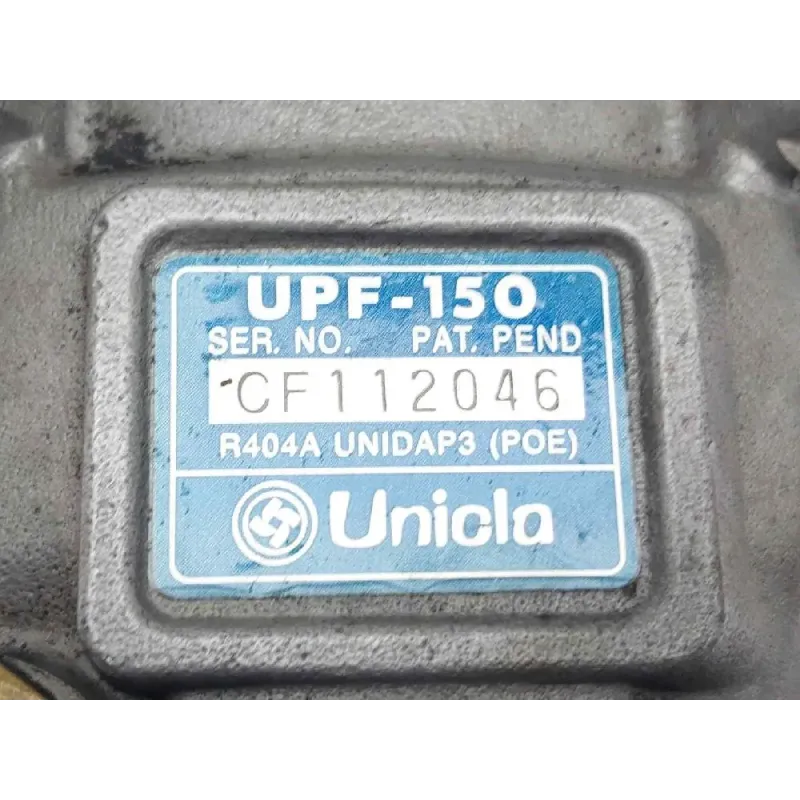 UPF-150
SER. NO. PAT. PEND
CF112046
R404A UNIDAP3 (POE)
Unicla